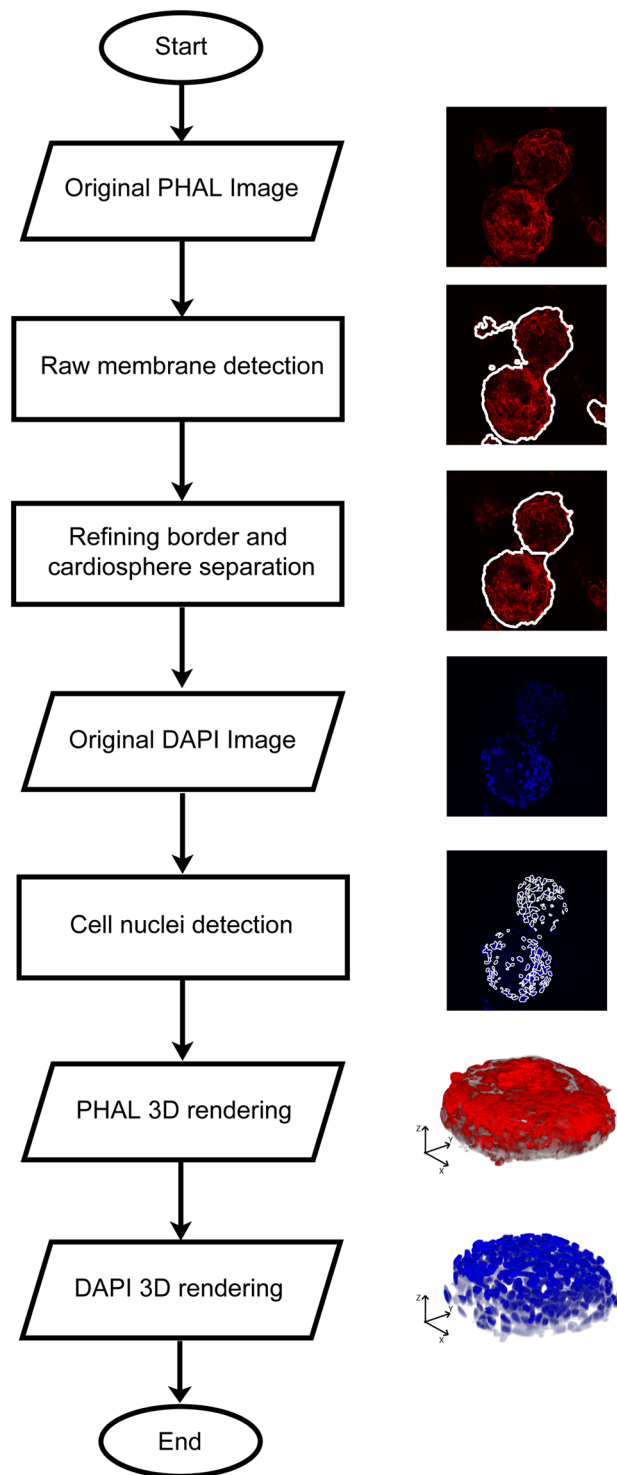 Start
Original PHAL Image
Raw membrane detection
Refining border and
cardiosphere separation
Original DAPI Image
Cell nuclei detection
PHAL 3D rendering
Z
Y
X
DAPI 3D rendering
Z
Y
X
End